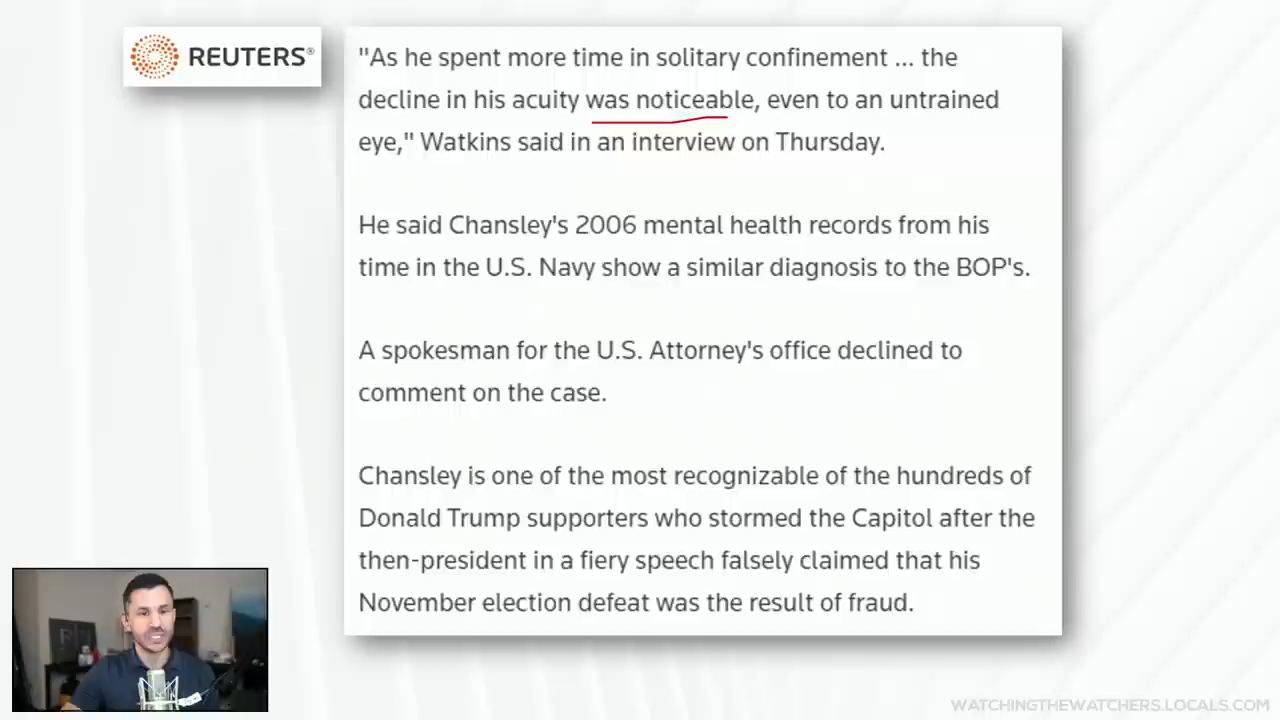 REUTERS®
"As he spent more time in solitary confinement ... the
decline in his acuity was noticeable, even to an untrained
eye," Watkins said in an interview on Thursday.
He said Chansley's 2006 mental health records from his
time in the U.S. Navy show a similar diagnosis to the BOP's.
A spokesman for the U.S. Attorney's office declined to
comment on the case.
Chansley is one of the most recognizable of the hundreds of
Donald Trump supporters who stormed the Capitol after the
then-president in a fiery speech falsely claimed that his
November election defeat was the result of fraud.
WATCHINGTHEWATCHERS.LOCALS.COM